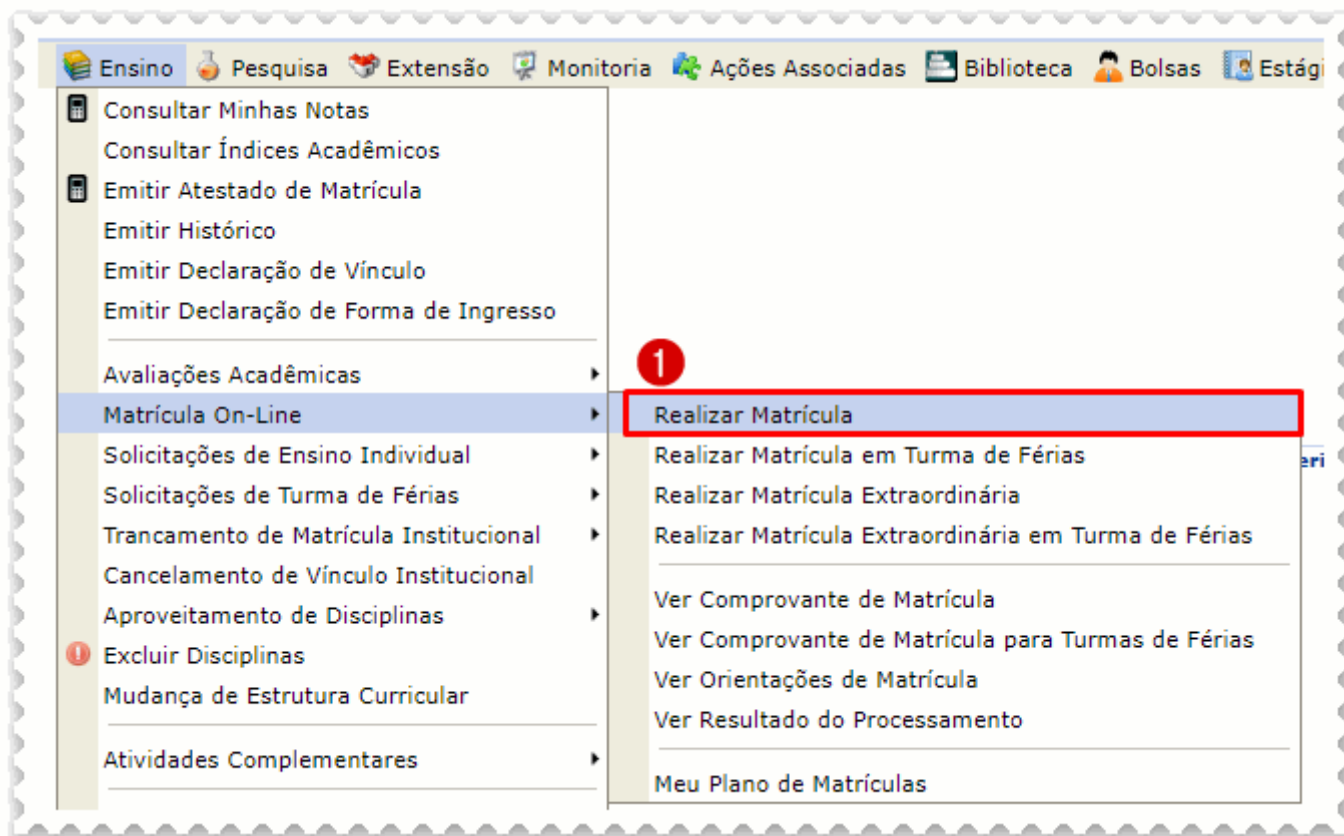 Ensino Pesquisa Extensão Monitoria Ações Associadas Biblioteca Bolsas Estági
Consultar Minhas Notas
Consultar Índices Acadêmicos
Emitir Atestado de Matrícula
Emitir Histórico
Emitir Declaração de Vínculo
Emitir Declaração de Forma de Ingresso
Avaliações Acadêmicas
Matrícula On-Line
Solicitações de Ensino Individual
Solicitações de Turma de Férias
Trancamento de Matrícula Institucional
Cancelamento de Vínculo Institucional
Aproveitamento de Disciplinas
Excluir Disciplinas
Mudança de Estrutura Curricular
Atividades Complementares
1
Realizar Matrícula
Realizar Matrícula em Turma de Férias
Realizar Matrícula Extraordinária
Realizar Matrícula Extraordinária em Turma de Férias
Ver Comprovante de Matrícula
Ver Comprovante de Matrícula para Turmas de Férias
Ver Orientações de Matrícula
Ver Resultado do Processamento
Meu Plano de Matrículas
eri